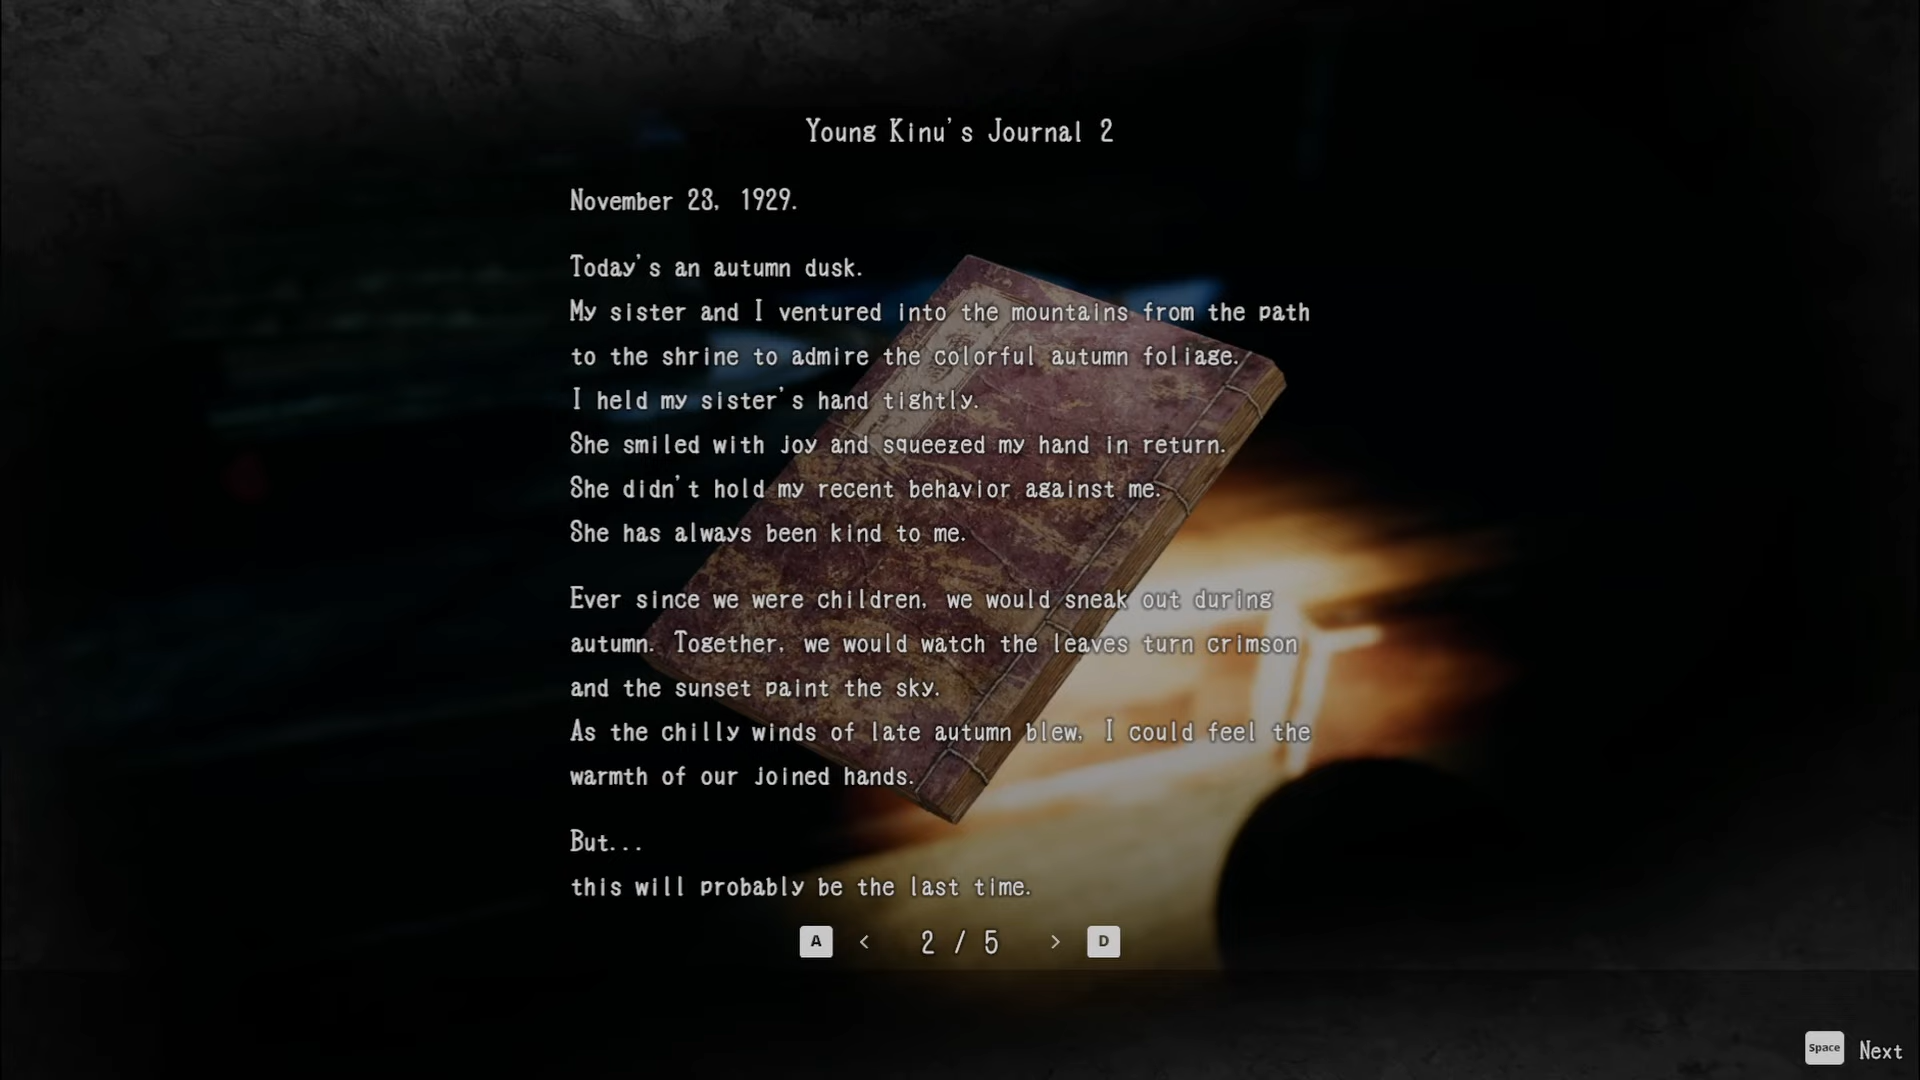 Young Kinu's Journal 2
November 23, 1929.
Today's an autumn dusk.
My sister and I ventured into the mountains from the path
to the shrine to admire the colorful autumn foliage.
I held my sister's hand tightly.
She smiled with joy and squeezed my hand in return.
She didn't hold my recent behavior against me.
She has always been kind to me.
Ever since we were children, we would sneak out during
autumn. Together, we would watch the leaves turn crimson
and the sunset paint the sky.
As the chilly winds of late autumn blew, I could feel the
warmth of our joined hands.
But...
this will probably be the last time.
A < 2 / 5 > D
Space Next